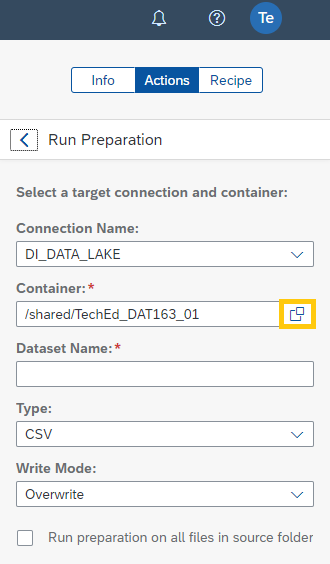 Te
Info Actions Recipe
Run Preparation
Select a target connection and container:
Connection Name:
DI_DATA_LAKE
Container:*
/shared/TechEd_DAT163_01
Dataset Name:*
Type:
CSV
Write Mode:
Overwrite
Run preparation on all files in source folder